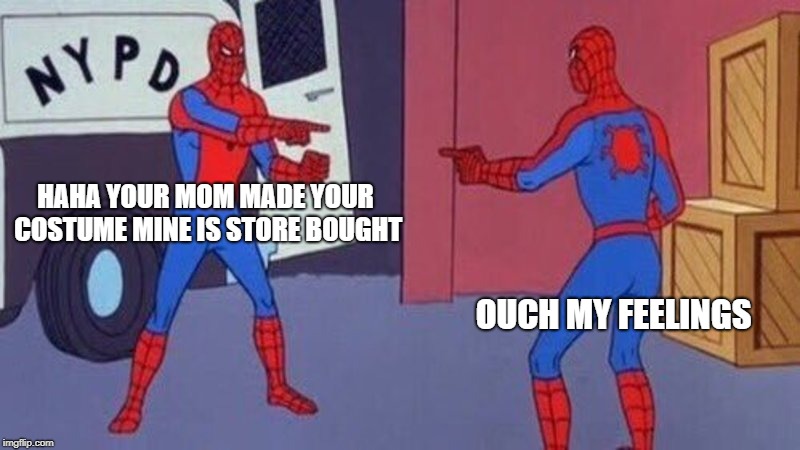 NYPD
HAHA YOUR MOM MADE YOUR
COSTUME MINE IS STORE BOUGHT
OUCH MY FEELINGS
imgflip.com